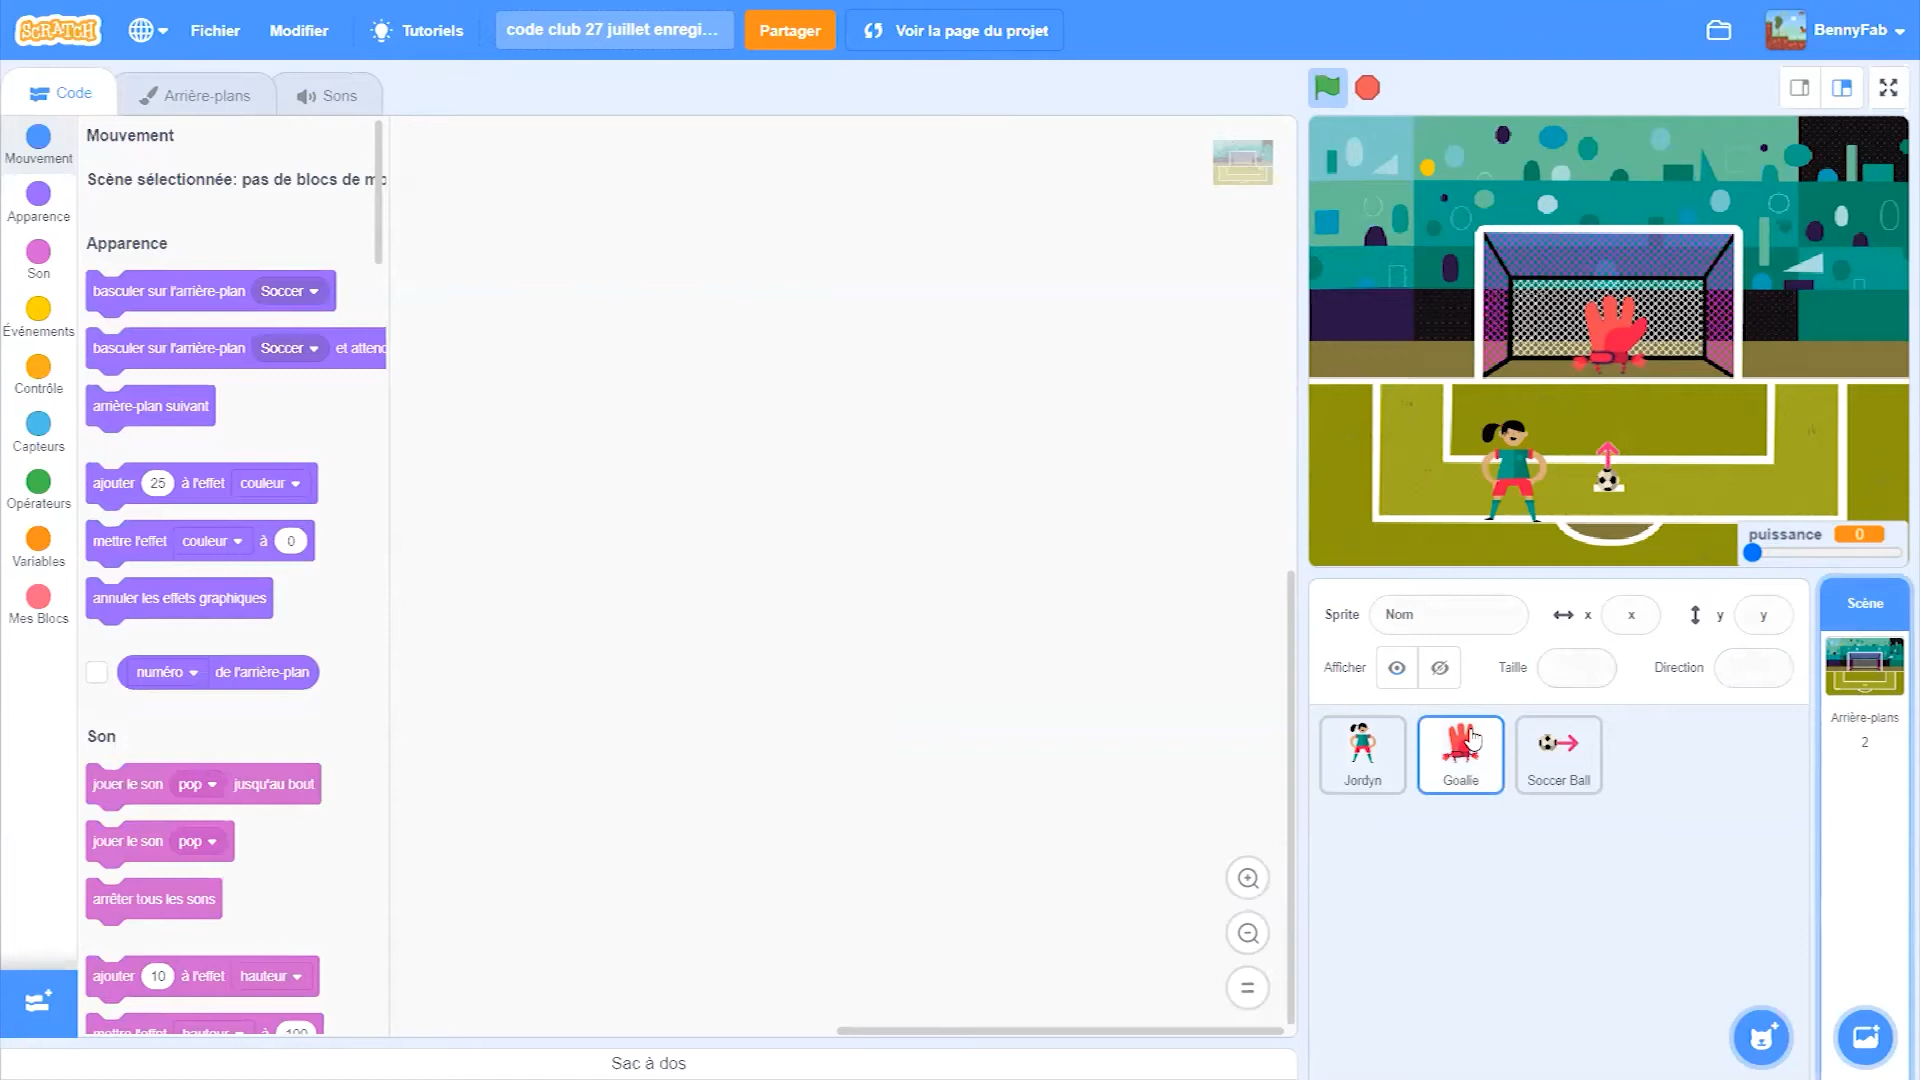 SCRATCH
Fichier
Modifier
Tutoriels
code club 27 juillet enregi...
Partager
Voir la page du projet
BennyFab
Code
Arrière-plans
Sons
Mouvement
Apparence
Son
Événements
Contrôle
Capteurs
Opérateurs
Variables
Mes Blocs
Mouvement
Scène sélectionnée: pas de blocs de mo
Apparence
basculer sur l'arrière-plan Soccer
basculer sur l'arrière-plan Soccer et attend
arrière-plan suivant
ajouter 25 à l'effet couleur
mettre l'effet couleur à 0
annuler les effets graphiques
numéro de l'arrière-plan
Son
jouer le son pop jusqu'au bout
jouer le son pop
arrêter tous les sons
ajouter 10 à l'effet hauteur
mettre l'effet hauteur à 100
Sac à dos
puissance 0
Sprite Nom x x y y
Afficher Taille Direction
Jordyn
Goalie
Soccer Ball
Scène
Arrière-plans
2